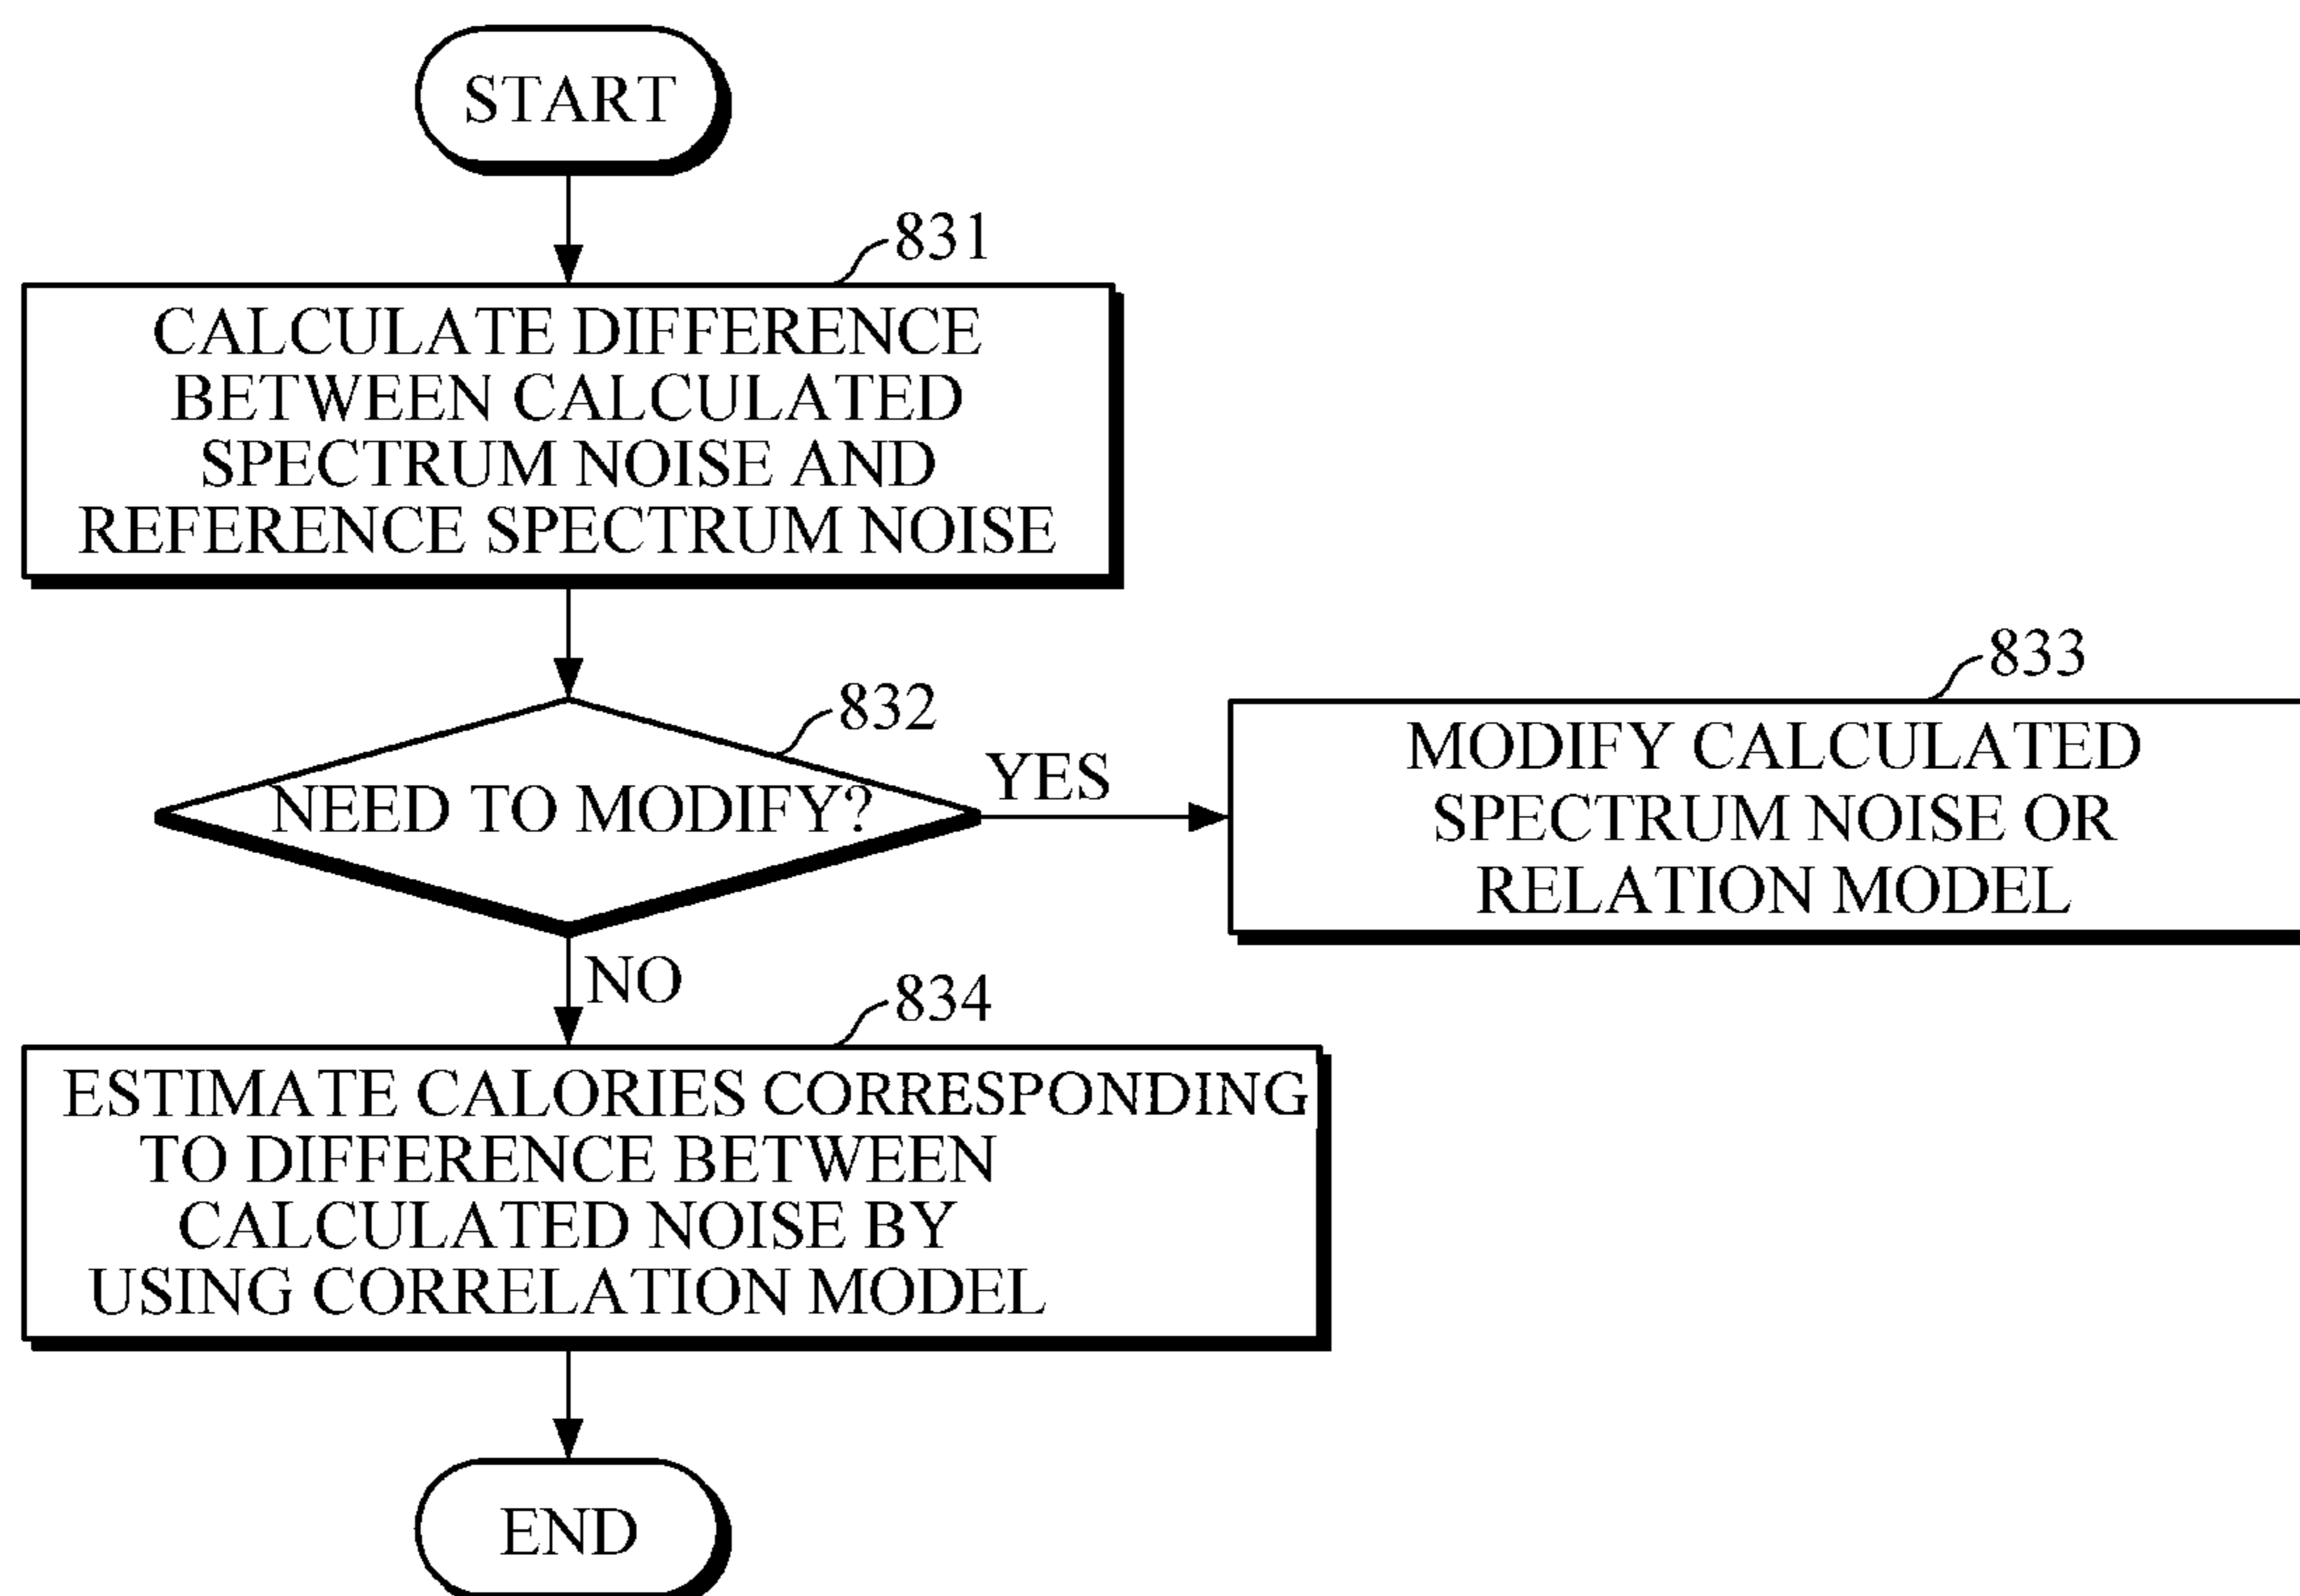 START
831
CALCULATE DIFFERENCE
BETWEEN CALCULATED
SPECTRUM NOISE AND
REFERENCE SPECTRUM NOISE
832
NEED TO MODIFY?
YES
833
MODIFY CALCULATED
SPECTRUM NOISE OR
RELATION MODEL
NO
834
ESTIMATE CALORIES CORRESPONDING
TO DIFFERENCE BETWEEN
CALCULATED NOISE BY
USING CORRELATION MODEL
END